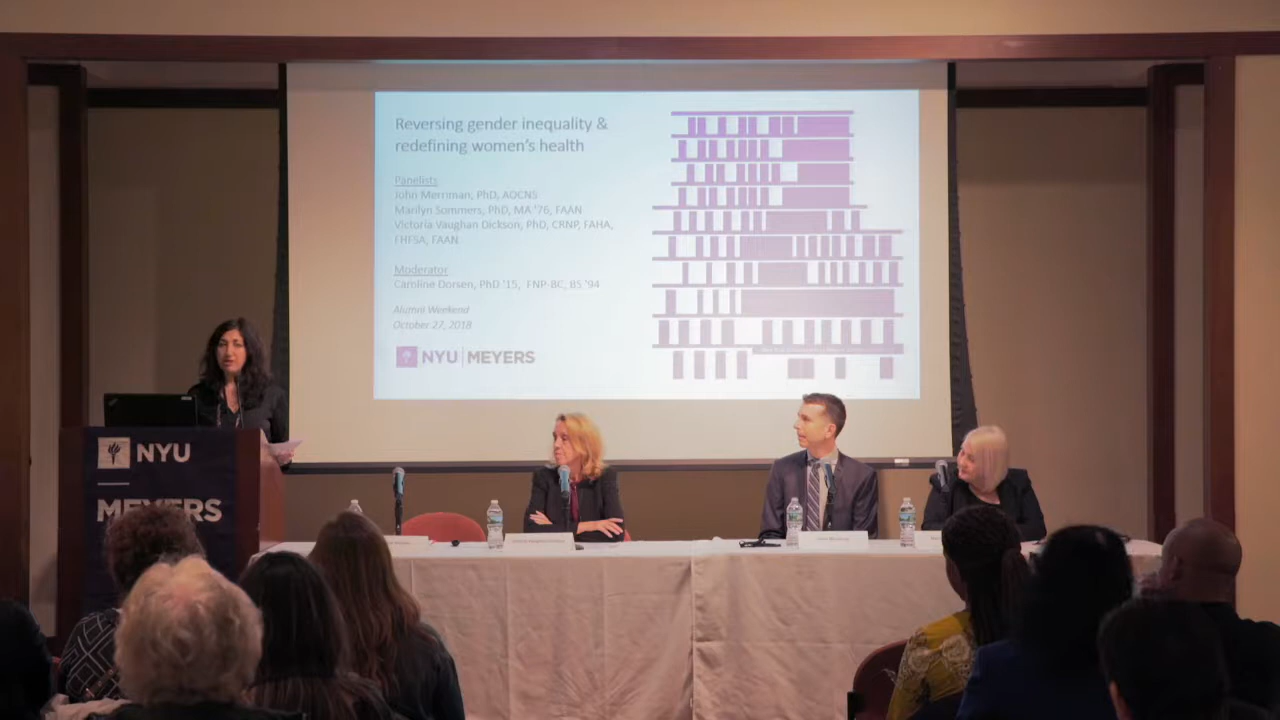 Reversing gender inequality &
redefining women's health
Panelists
John Merriman, PhD, AOCNS
Marilyn Sommers, PhD, MA '76, FAAN
Victoria Vaughan Dickson, PhD, CRNP, FAHA,
FHFSA, FAAN
Moderator
Caroline Dorsen, PhD '15, FNP-BC, BS '94
Alumni Weekend
October 27, 2018
NYU MEYERS
NYU
MEYERS